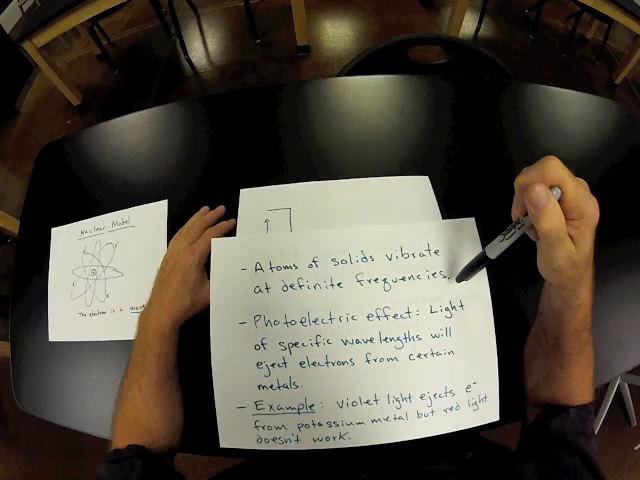 Nuclear Model
The electron is a wave
- Atoms of solids vibrate
at definite frequencies.
- Photoelectric effect: Light
of specific wavelengths will
eject electrons from certain
metals.
- Example: violet light ejects e-
from potassium metal but red light
doesn't work.
Sharpie